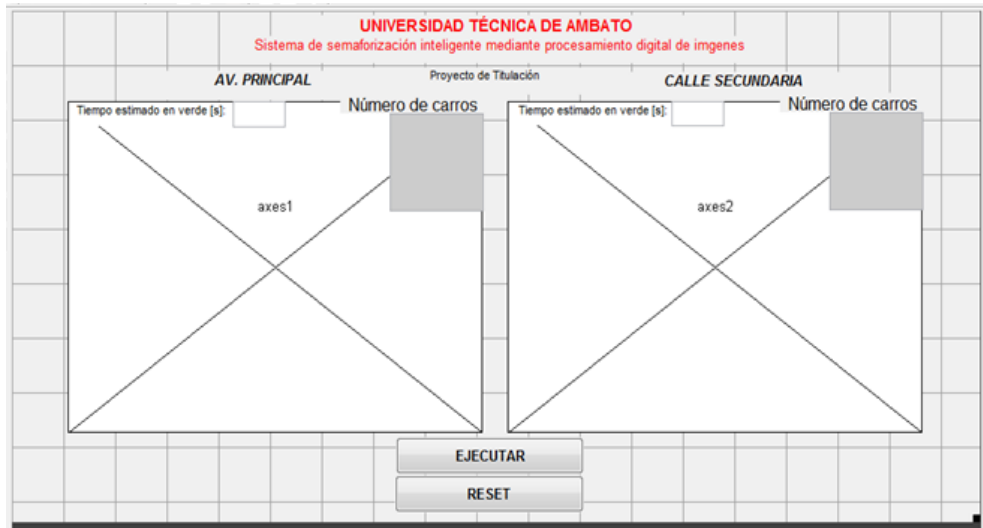 UNIVERSIDAD TÉCNICA DE AMBATO
Sistema de semaforización inteligente mediante procesamiento digital de imgenes
Proyecto de Titulación
AV. PRINCIPAL
Tiempo estimado en verde [s]:
Número de carros
axes1
CALLE SECUNDARIA
Tiempo estimado en verde [s]:
Número de carros
axes2
EJECUTAR
RESET